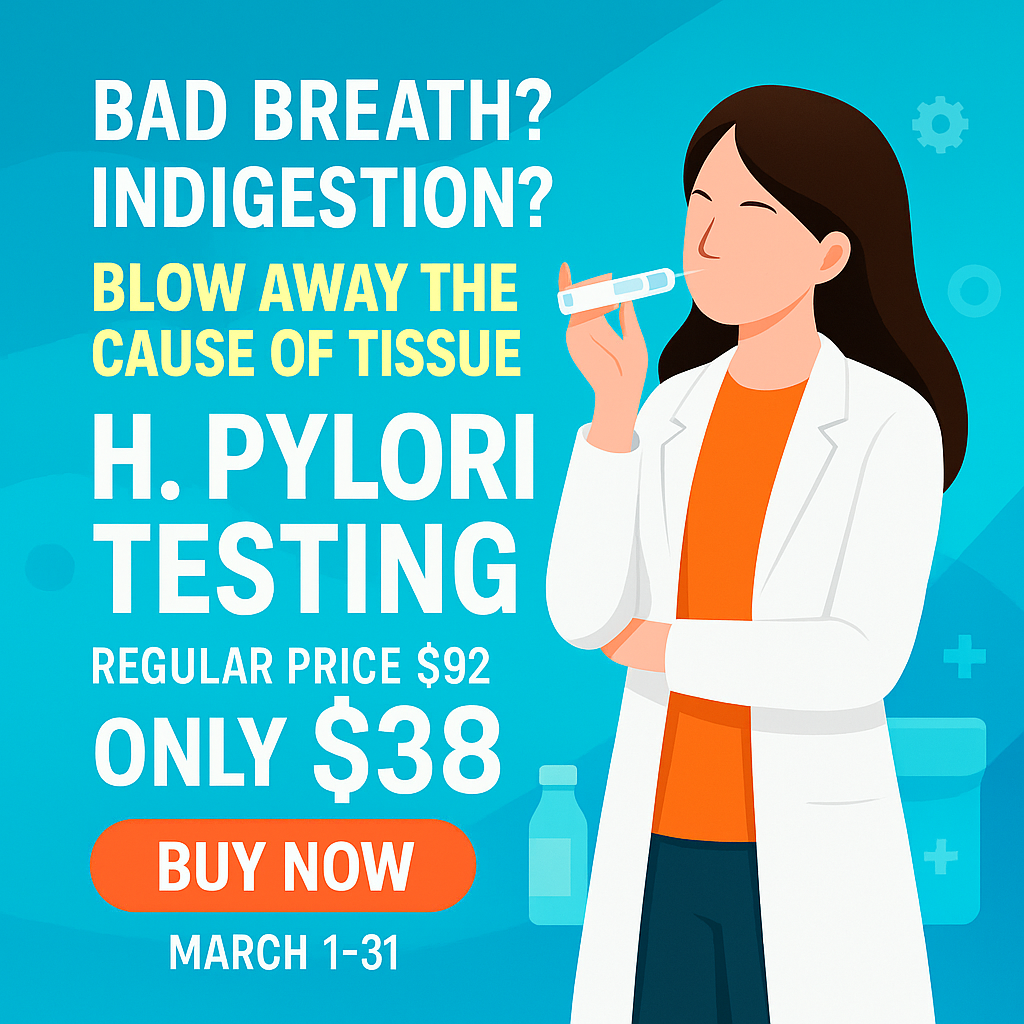 BAD BREATH?
INDIGESTION?
BLOW AWAY THE
CAUSE OF TISSUE
H. PYLORI
TESTING
REGULAR PRICE $92
ONLY $38
BUY NOW
MARCH 1-31